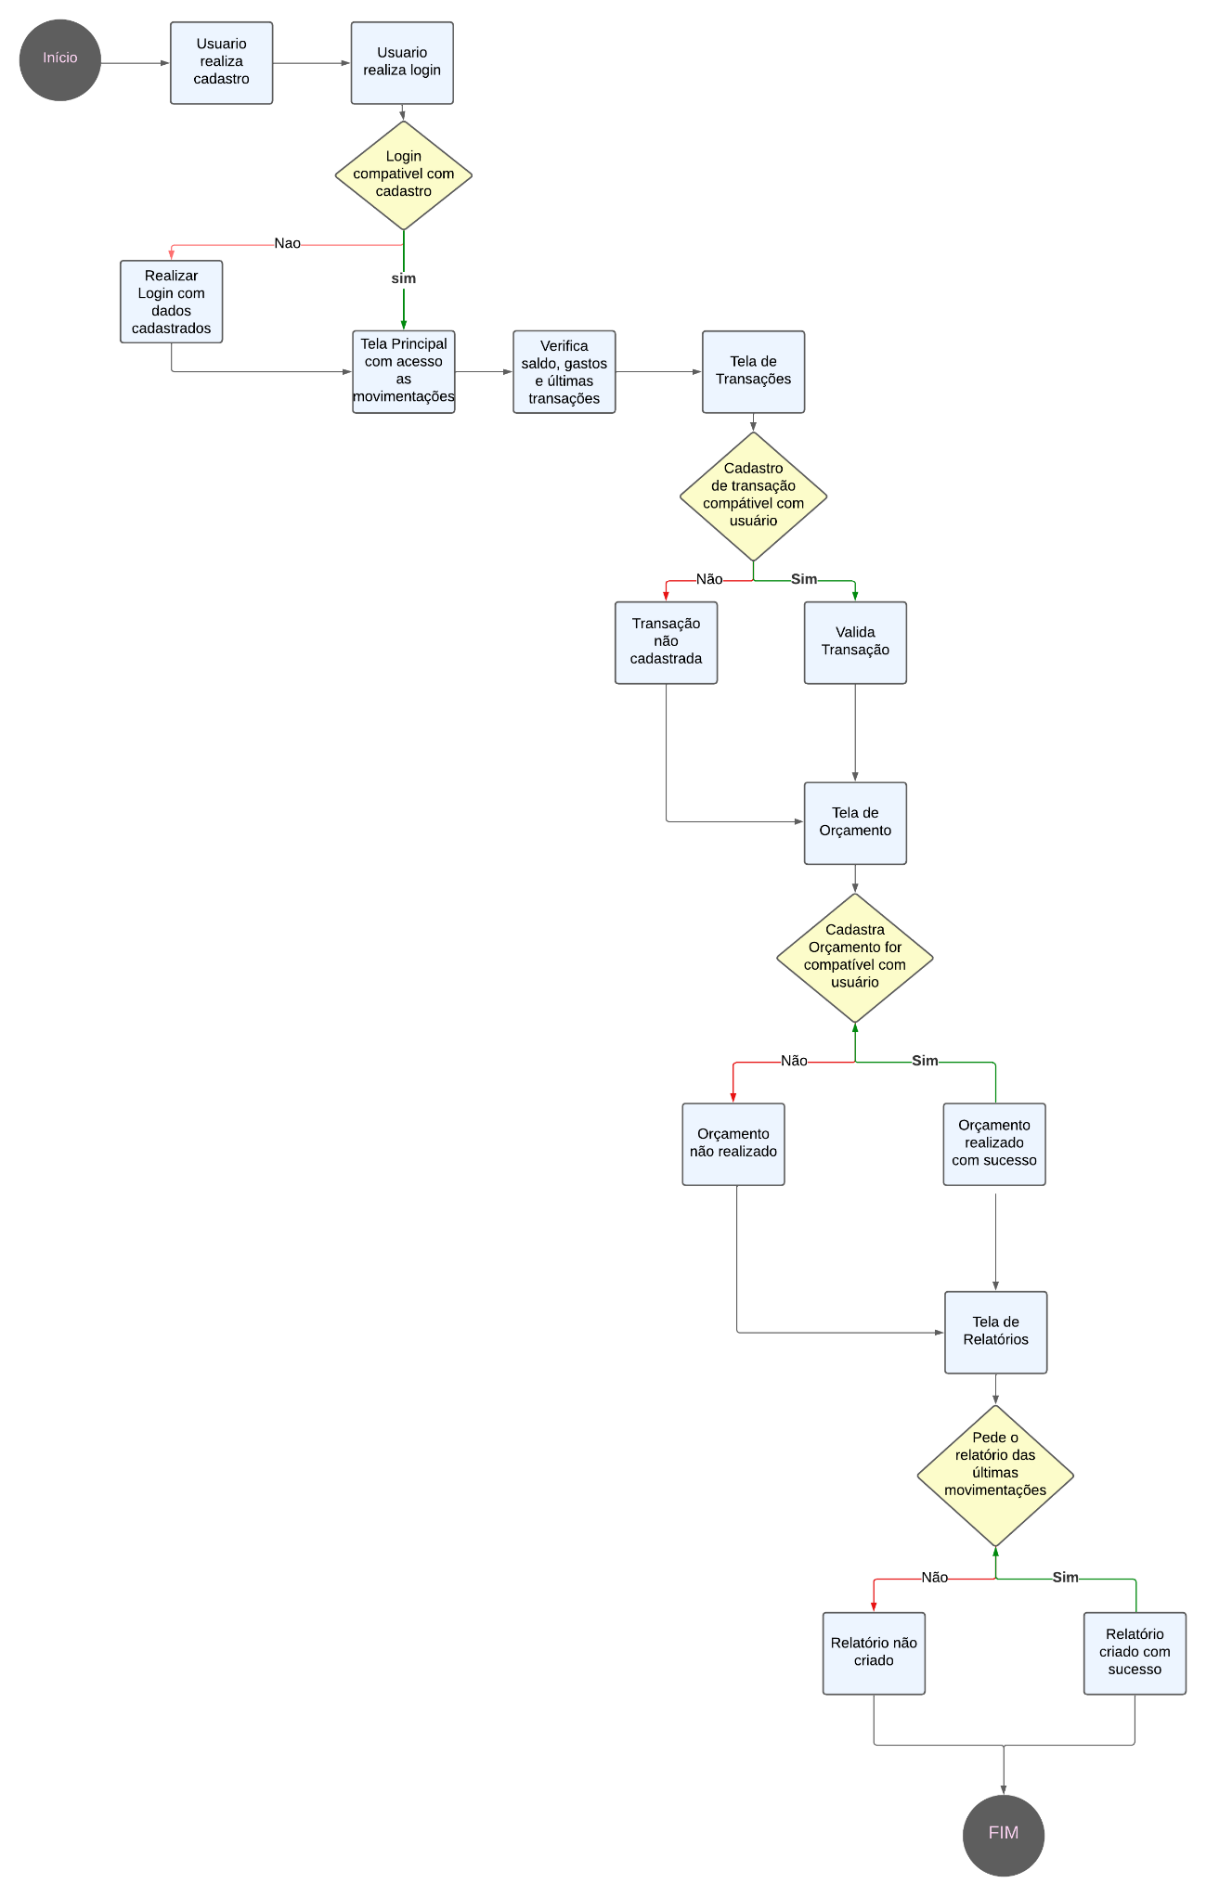 Início
Usuario
realiza
cadastro
Usuario
realiza login
Login
compativel com
cadastro
Nao
sim
Realizar
Login com
dados
cadastrados
Tela Principal
com acesso
as
movimentações
Verifica
saldo, gastos
e últimas
transações
Tela de
Transações
Cadastro
de transação
compátivel com
usuário
Não
Sim
Transação
não
cadastrada
Valida
Transação
Tela de
Orçamento
Cadastra
Orçamento for
compatível com
usuário
Não
Sim
Orçamento
não realizado
Orçamento
realizado
com sucesso
Tela de
Relatórios
Pede o
relatório das
últimas
movimentações
Não
Sim
Relatório não
criado
Relatório
criado com
sucesso
FIM